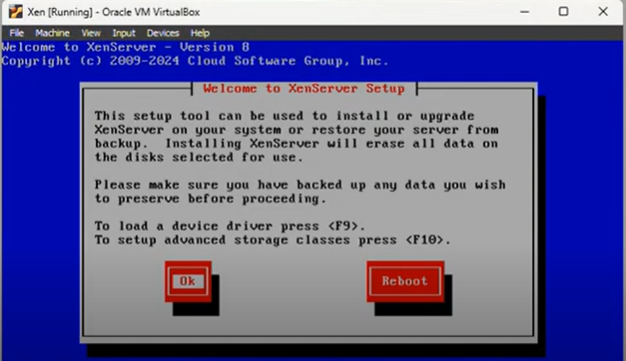 Xen [Running] - Oracle VM VirtualBox
File Machine View Input Devices Help
Welcome to XenServer - Version 8
Copyright (c) 2009-2024 Cloud Software Group, Inc.
Welcome to XenServer Setup
This setup tool can be used to install or upgrade
XenServer on your system or restore your server from
backup. Installing XenServer will erase all data on
the disks selected for use.
Please make sure you have backed up any data you wish
to preserve before proceeding.
To load a device driver press <F9>.
To setup advanced storage classes press <F10>.
Ok Reboot